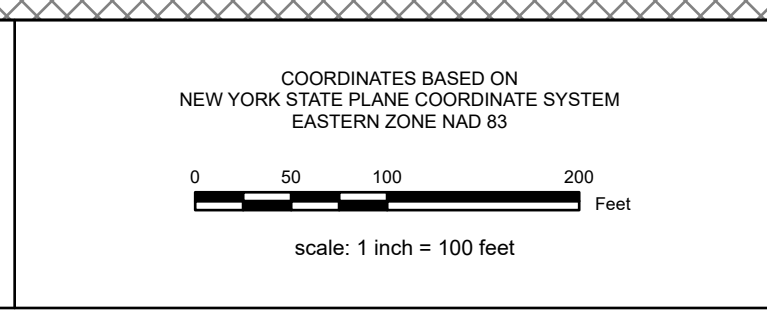 COORDINATES BASED ON
NEW YORK STATE PLANE COORDINATE SYSTEM
EASTERN ZONE NAD 83
0 50 100 200
Feet
scale: 1 inch = 100 feet